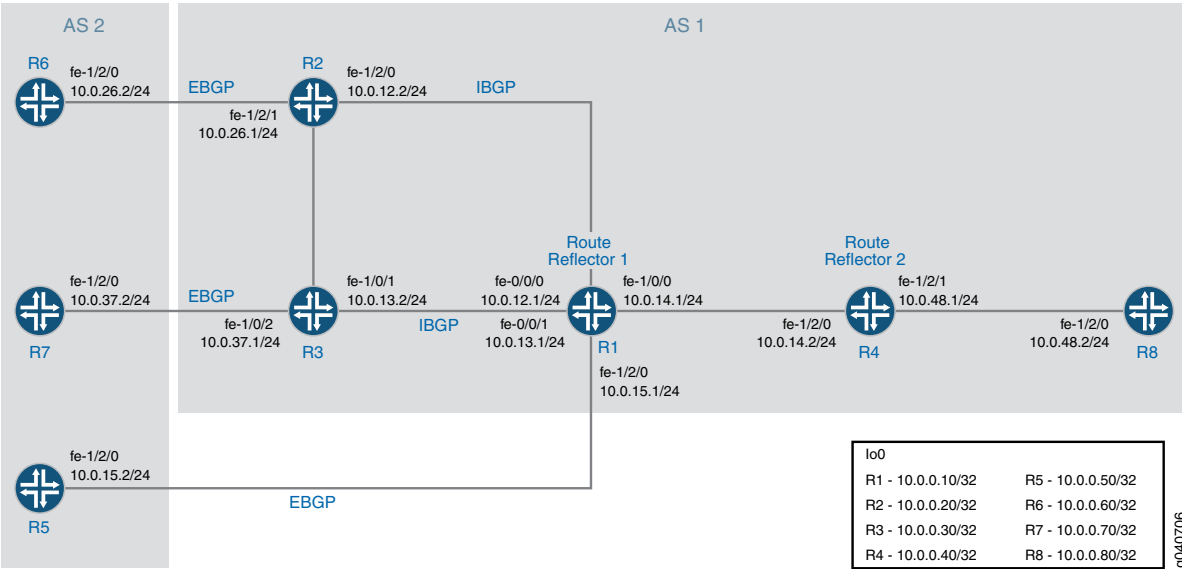 AS 2
AS 1
R6
fe-1/2/0
10.0.26.2/24
EBGP
fe-1/2/1
10.0.26.1/24
R2
fe-1/2/0
10.0.12.2/24
IBGP
Route
Reflector 1
Route
Reflector 2
fe-1/2/0
10.0.37.2/24
R7
EBGP
fe-1/0/2
10.0.37.1/24
R3
fe-1/0/1
10.0.13.2/24
IBGP
fe-0/0/0
10.0.12.1/24
fe-0/0/1
10.0.13.1/24
fe-1/0/0
10.0.14.1/24
R1
fe-1/2/0
10.0.15.1/24
fe-1/2/0
10.0.14.2/24
R4
fe-1/2/1
10.0.48.1/24
fe-1/2/0
10.0.48.2/24
R8
fe-1/2/0
10.0.15.2/24
R5
EBGP
lo0
R1 - 10.0.0.10/32 R5 - 10.0.0.50/32
R2 - 10.0.0.20/32 R6 - 10.0.0.60/32
R3 - 10.0.0.30/32 R7 - 10.0.0.70/32
R4 - 10.0.0.40/32 R8 - 10.0.0.80/32
g040706